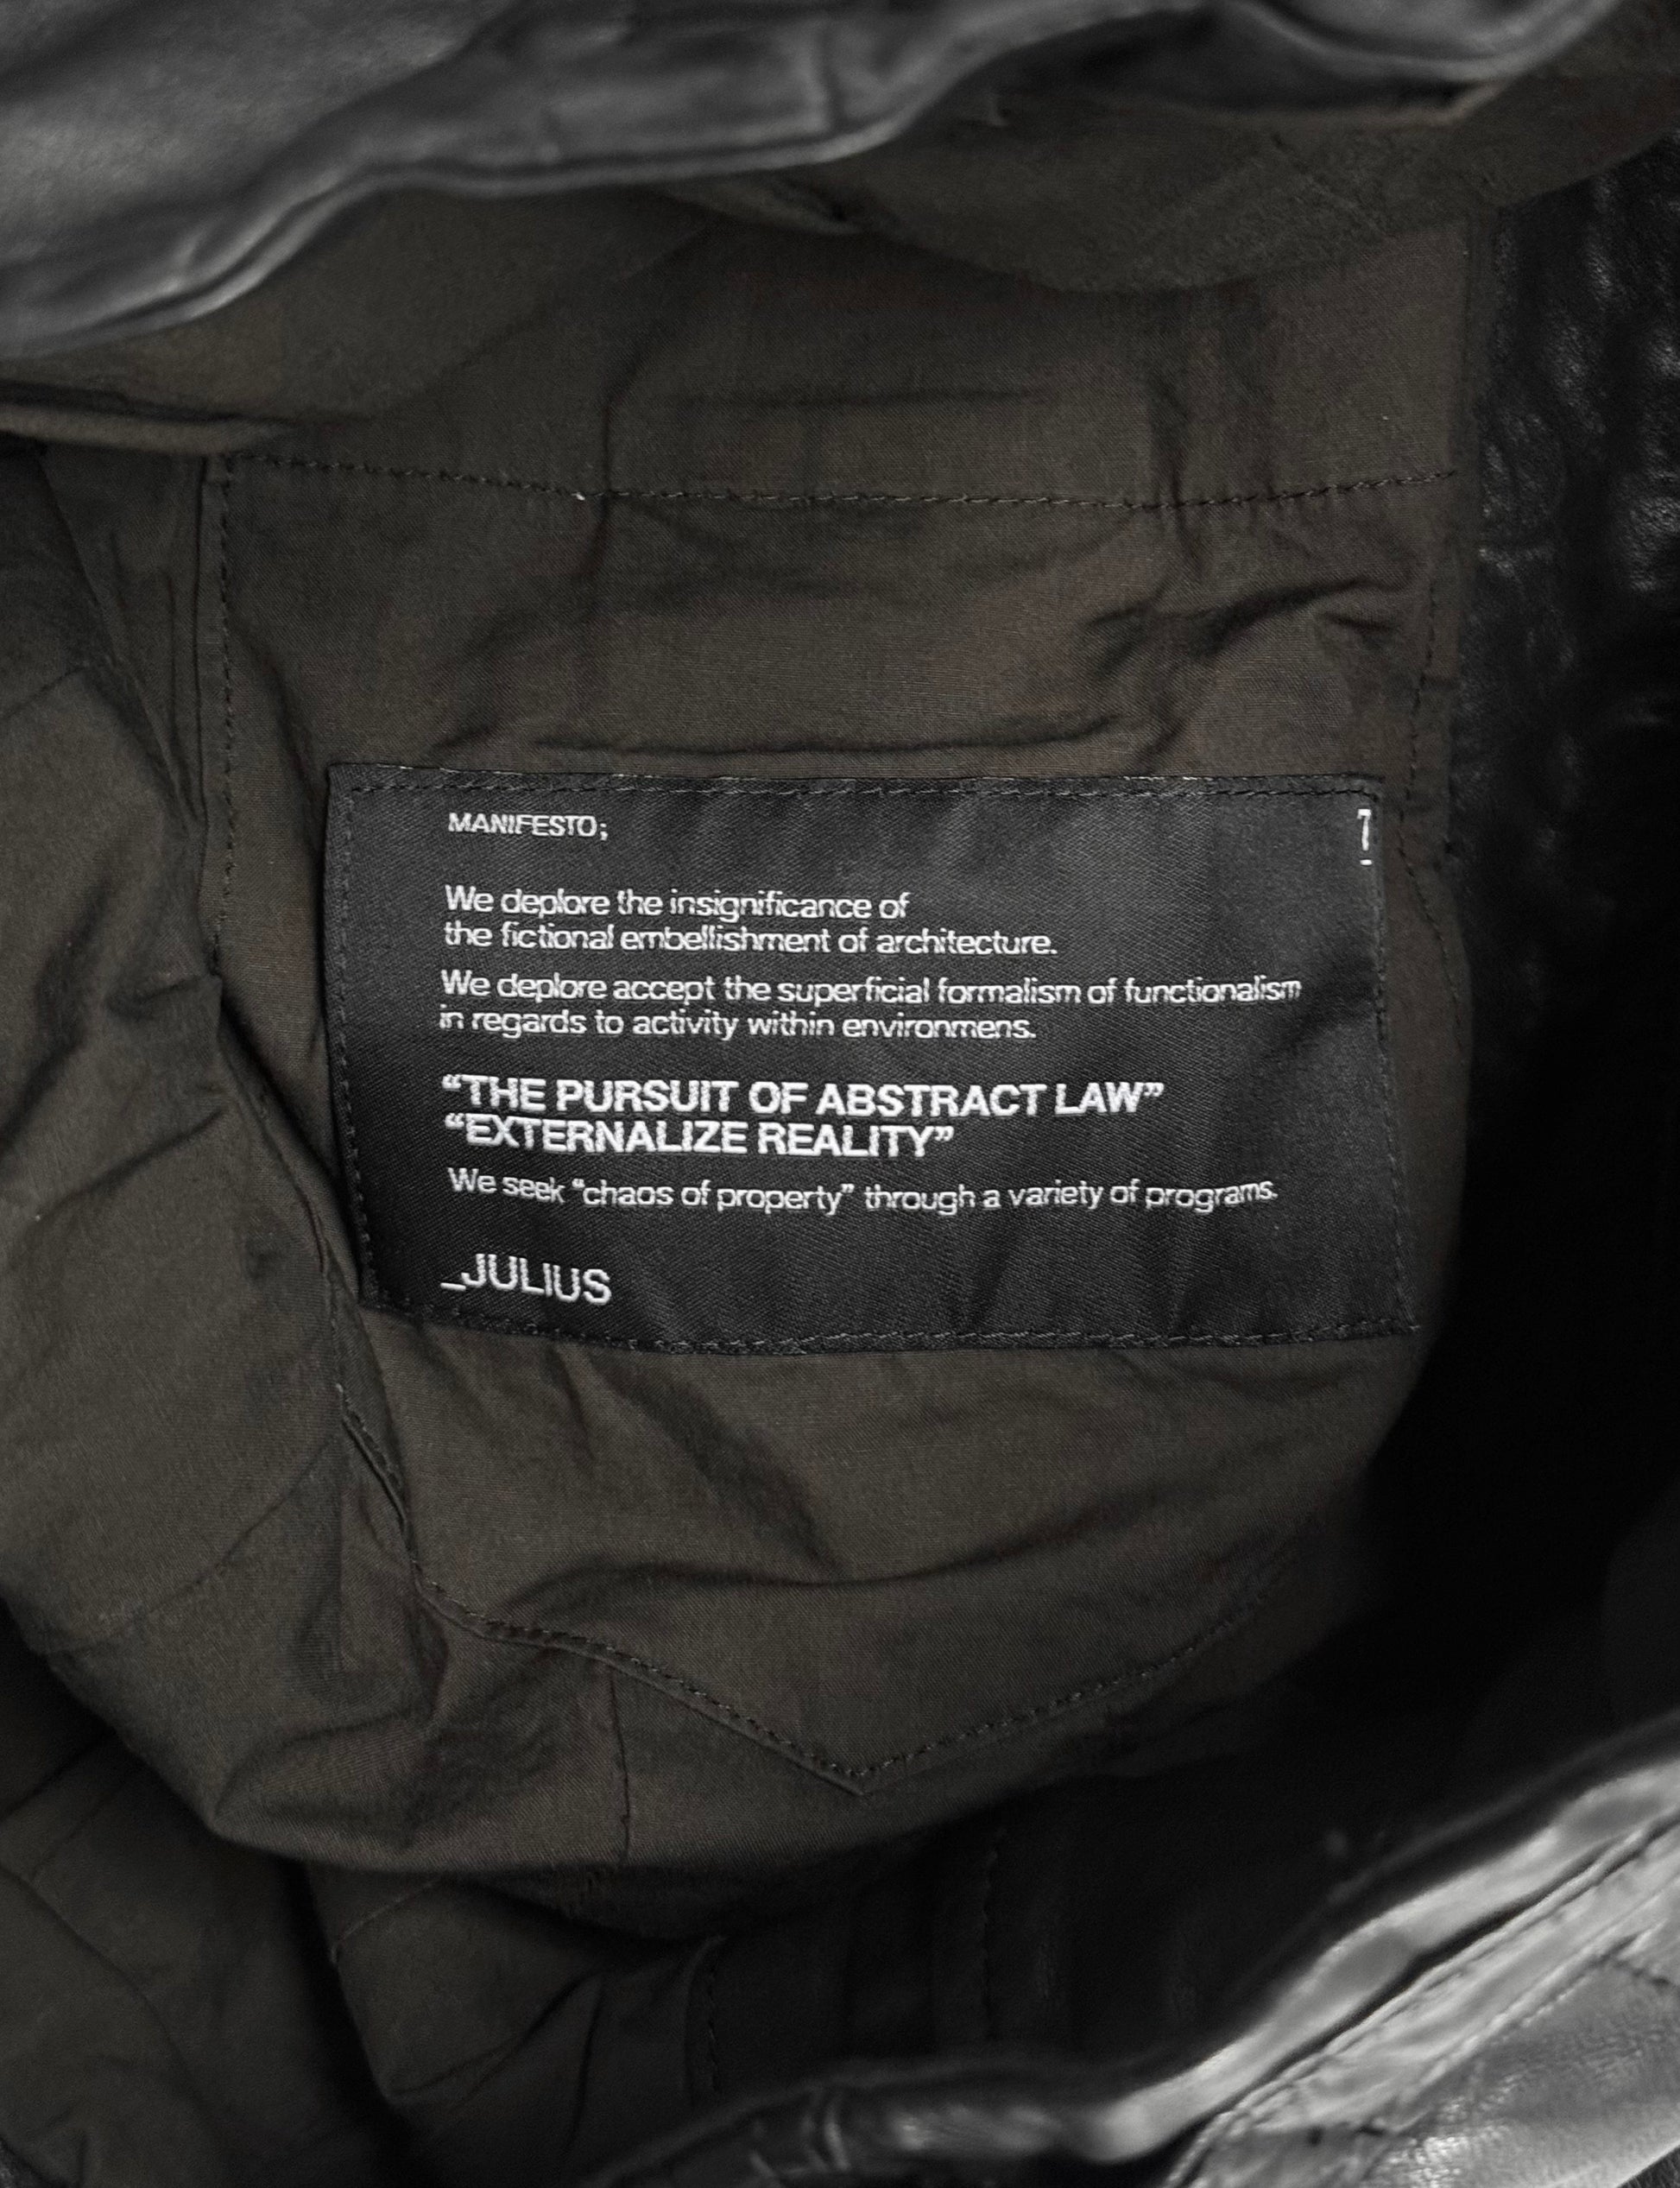 MANIFESTO;
7
We deplore the insignificance of
the fictional embellishment of architecture.
We deplore accept the superficial formalism of functionalism
in regards to activity within environmens.
“THE PURSUIT OF ABSTRACT LAW”
“EXTERNALIZE REALITY”
We seek “chaos of property” through a variety of programs.
_JULIUS